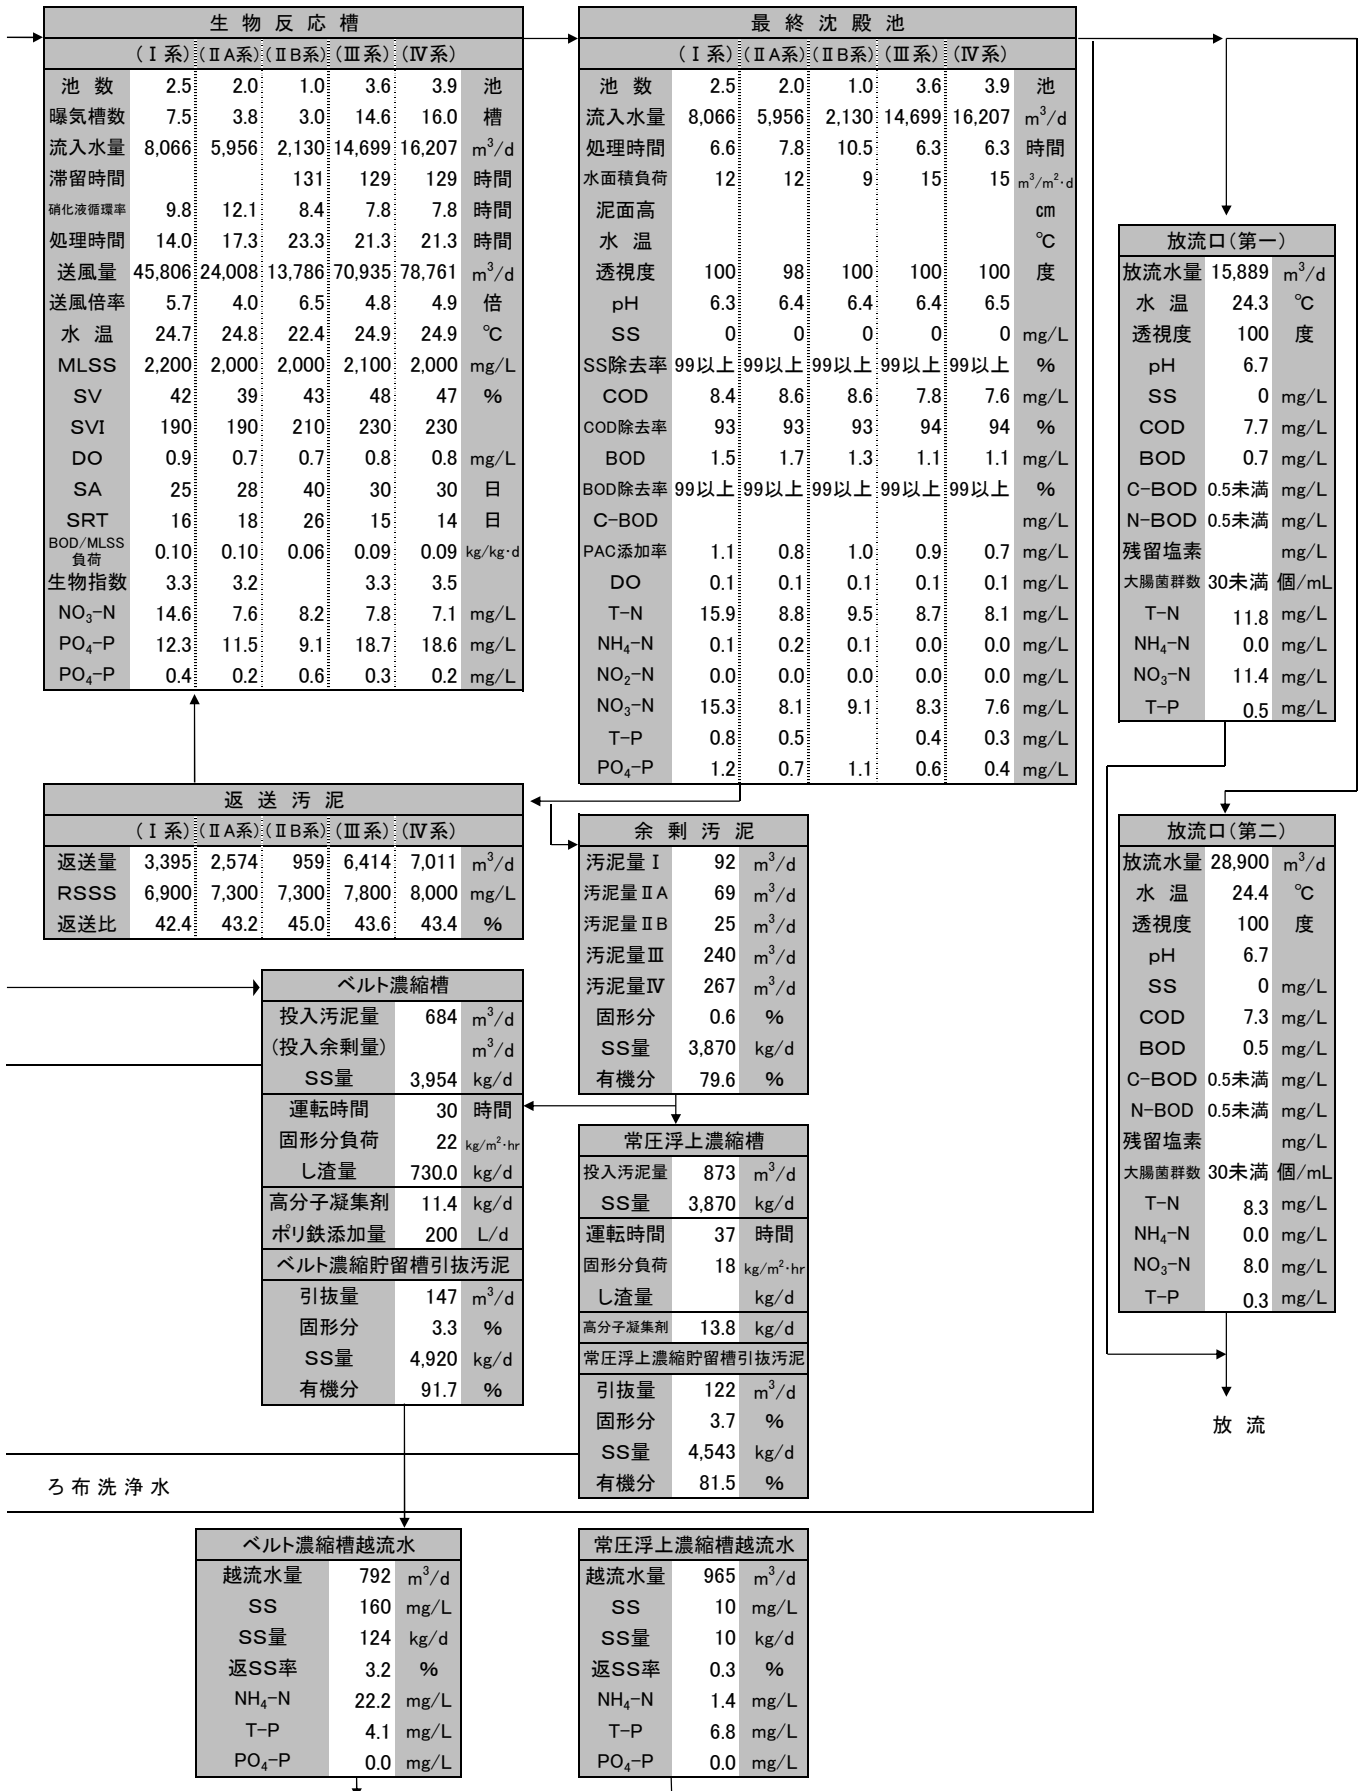 生物反応槽
(Ⅰ系) (ⅡA系) (ⅡB系) (Ⅲ系) (Ⅳ系)
池数 2.5 2.0 1.0 3.6 3.9 池
曝気槽数 7.5 3.8 3.0 14.6 16.0 槽
流入水量 8,066 5,956 2,130 14,699 16,207 m³/d
滞留時間 131 129 129 時間
硝化液循環率 9.8 12.1 8.4 7.8 7.8 時間
処理時間 14.0 17.3 23.3 21.3 21.3 時間
送風量 45,806 24,008 13,786 70,935 78,761 m³/d
送風倍率 5.7 4.0 6.5 4.8 4.9 倍
水温 24.7 24.8 22.4 24.9 24.9 ℃
MLSS 2,200 2,000 2,000 2,100 2,000 mg/L
SV 42 39 43 48 47 %
SVI 190 190 210 230 230
DO 0.9 0.7 0.7 0.8 0.8 mg/L
SA 25 28 40 30 30 日
SRT 16 18 26 15 14 日
BOD/MLSS負荷 0.10 0.10 0.06 0.09 0.09 kg/kg・d
生物指数 3.3 3.2 3.3 3.5
NO₃-N 14.6 7.6 8.2 7.8 7.1 mg/L
PO₄-P 12.3 11.5 9.1 18.7 18.6 mg/L
PO₄-P 0.4 0.2 0.6 0.3 0.2 mg/L
最終沈殿池
(Ⅰ系) (ⅡA系) (ⅡB系) (Ⅲ系) (Ⅳ系)
池数 2.5 2.0 1.0 3.6 3.9 池
流入水量 8,066 5,956 2,130 14,699 16,207 m³/d
処理時間 6.6 7.8 10.5 6.3 6.3 時間
水面積負荷 12 12 9 15 15 m³/m²・d
泥面高 cm
水温 ℃
透視度 100 98 100 100 100 度
pH 6.3 6.4 6.4 6.4 6.5
SS 0 0 0 0 0 mg/L
SS除去率 99以上 99以上 99以上 99以上 99以上 %
COD 8.4 8.6 8.6 7.8 7.6 mg/L
COD除去率 93 93 93 94 94 %
BOD 1.5 1.7 1.3 1.1 1.1 mg/L
BOD除去率 99以上 99以上 99以上 99以上 99以上 %
C-BOD mg/L
PAC添加率 1.1 0.8 1.0 0.9 0.7 mg/L
DO 0.1 0.1 0.1 0.1 0.1 mg/L
T-N 15.9 8.8 9.5 8.7 8.1 mg/L
NH₄-N 0.1 0.2 0.1 0.0 0.0 mg/L
NO₂-N 0.0 0.0 0.0 0.0 0.0 mg/L
NO₃-N 15.3 8.1 9.1 8.3 7.6 mg/L
T-P 0.8 0.5 0.4 0.3 mg/L
PO₄-P 1.2 0.7 1.1 0.6 0.4 mg/L
放流口(第一)
放流水量 15,889 m³/d
水温 24.3 ℃
透視度 100 度
pH 6.7
SS 0 mg/L
COD 7.7 mg/L
BOD 0.7 mg/L
C-BOD 0.5未満 mg/L
N-BOD 0.5未満 mg/L
残留塩素 mg/L
大腸菌群数 30未満 個/mL
T-N 11.8 mg/L
NH₄-N 0.0 mg/L
NO₃-N 11.4 mg/L
T-P 0.5 mg/L
返送汚泥
(Ⅰ系) (ⅡA系) (ⅡB系) (Ⅲ系) (Ⅳ系)
返送量 3,395 2,574 959 6,414 7,011 m³/d
RSSS 6,900 7,300 7,300 7,800 8,000 mg/L
返送比 42.4 43.2 45.0 43.6 43.4 %
余剰汚泥
汚泥量Ⅰ 92 m³/d
汚泥量ⅡA 69 m³/d
汚泥量ⅡB 25 m³/d
汚泥量Ⅲ 240 m³/d
汚泥量Ⅳ 267 m³/d
固形分 0.6 %
SS量 3,870 kg/d
有機分 79.6 %
放流口(第二)
放流水量 28,900 m³/d
水温 24.4 ℃
透視度 100 度
pH 6.7
SS 0 mg/L
COD 7.3 mg/L
BOD 0.5 mg/L
C-BOD 0.5未満 mg/L
N-BOD 0.5未満 mg/L
残留塩素 mg/L
大腸菌群数 30未満 個/mL
T-N 8.3 mg/L
NH₄-N 0.0 mg/L
NO₃-N 8.0 mg/L
T-P 0.3 mg/L
放流
ベルト濃縮槽
投入汚泥量 684 m³/d
(投入余剰量) m³/d
SS量 3,954 kg/d
運転時間 30 時間
固形分負荷 22 kg/m²・hr
し渣量 730.0 kg/d
高分子凝集剤 11.4 kg/d
ポリ鉄添加量 200 L/d
ベルト濃縮貯留槽引抜汚泥
引抜量 147 m³/d
固形分 3.3 %
SS量 4,920 kg/d
有機分 91.7 %
常圧浮上濃縮槽
投入汚泥量 873 m³/d
SS量 3,870 kg/d
運転時間 37 時間
固形分負荷 18 kg/m²・hr
し渣量 kg/d
高分子凝集剤 13.8 kg/d
常圧浮上濃縮貯留槽引抜汚泥
引抜量 122 m³/d
固形分 3.7 %
SS量 4,543 kg/d
有機分 81.5 %
ろ布洗浄水
ベルト濃縮槽越流水
越流水量 792 m³/d
SS 160 mg/L
SS量 124 kg/d
返SS率 3.2 %
NH₄-N 22.2 mg/L
T-P 4.1 mg/L
PO₄-P 0.0 mg/L
常圧浮上濃縮槽越流水
越流水量 965 m³/d
SS 10 mg/L
SS量 10 kg/d
返SS率 0.3 %
NH₄-N 1.4 mg/L
T-P 6.8 mg/L
PO₄-P 0.0 mg/L